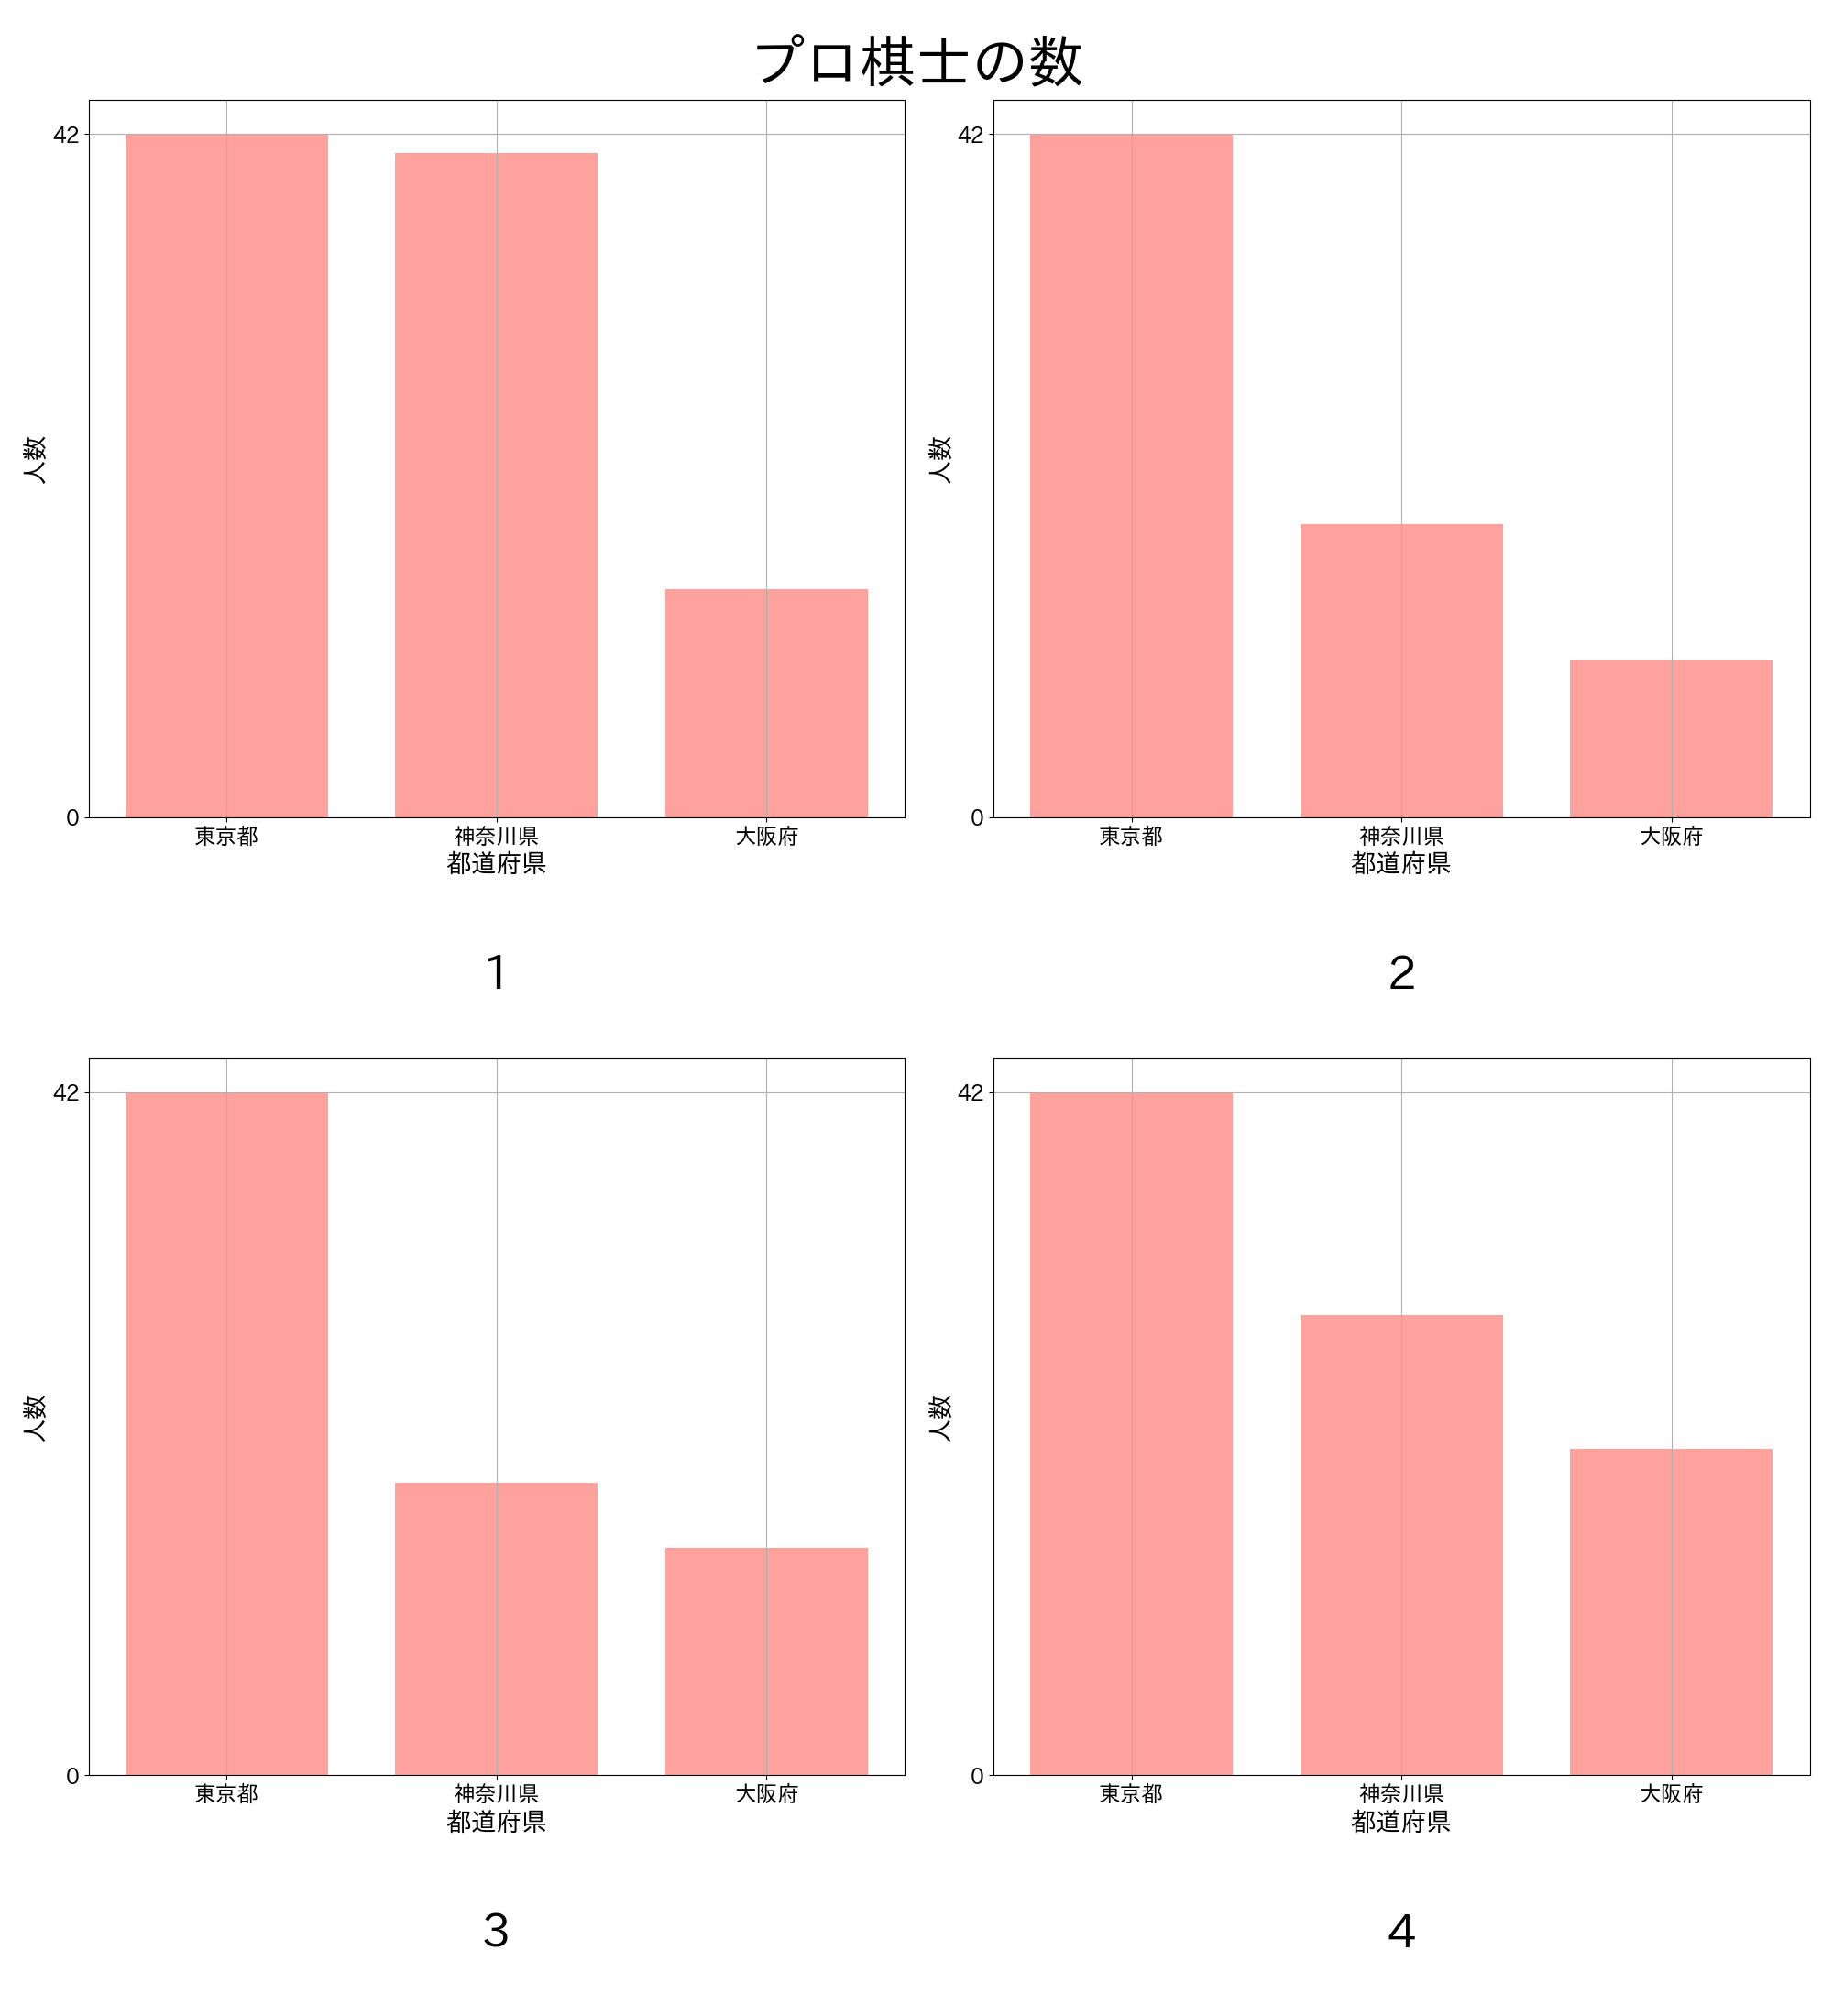 プロ棋士の数
42
0
人数
東京都 神奈川県 大阪府
都道府県
1
42
0
人数
東京都 神奈川県 大阪府
都道府県
2
42
0
人数
東京都 神奈川県 大阪府
都道府県
3
42
0
人数
東京都 神奈川県 大阪府
都道府県
4